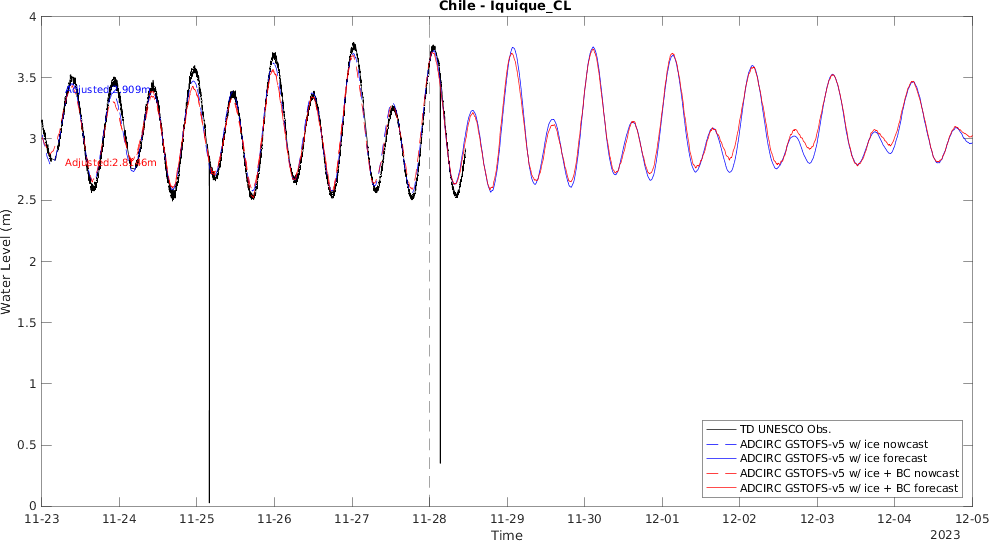 Chile - Iquique_CL
Water Level (m)
4
3.5
3
2.5
2
1.5
1
0.5
0
Adjusted:2.909m
TD UNESCO Obs.
ADCIRC GSTOFS-v5 w/ ice nowcast
ADCIRC GSTOFS-v5 w/ ice forecast
ADCIRC GSTOFS-v5 w/ ice + BC nowcast
ADCIRC GSTOFS-v5 w/ ice + BC forecast
11-23 11-24 11-25 11-26 11-27 11-28 11-29 11-30 12-01 12-02 12-03 12-04 12-05
Time
2023